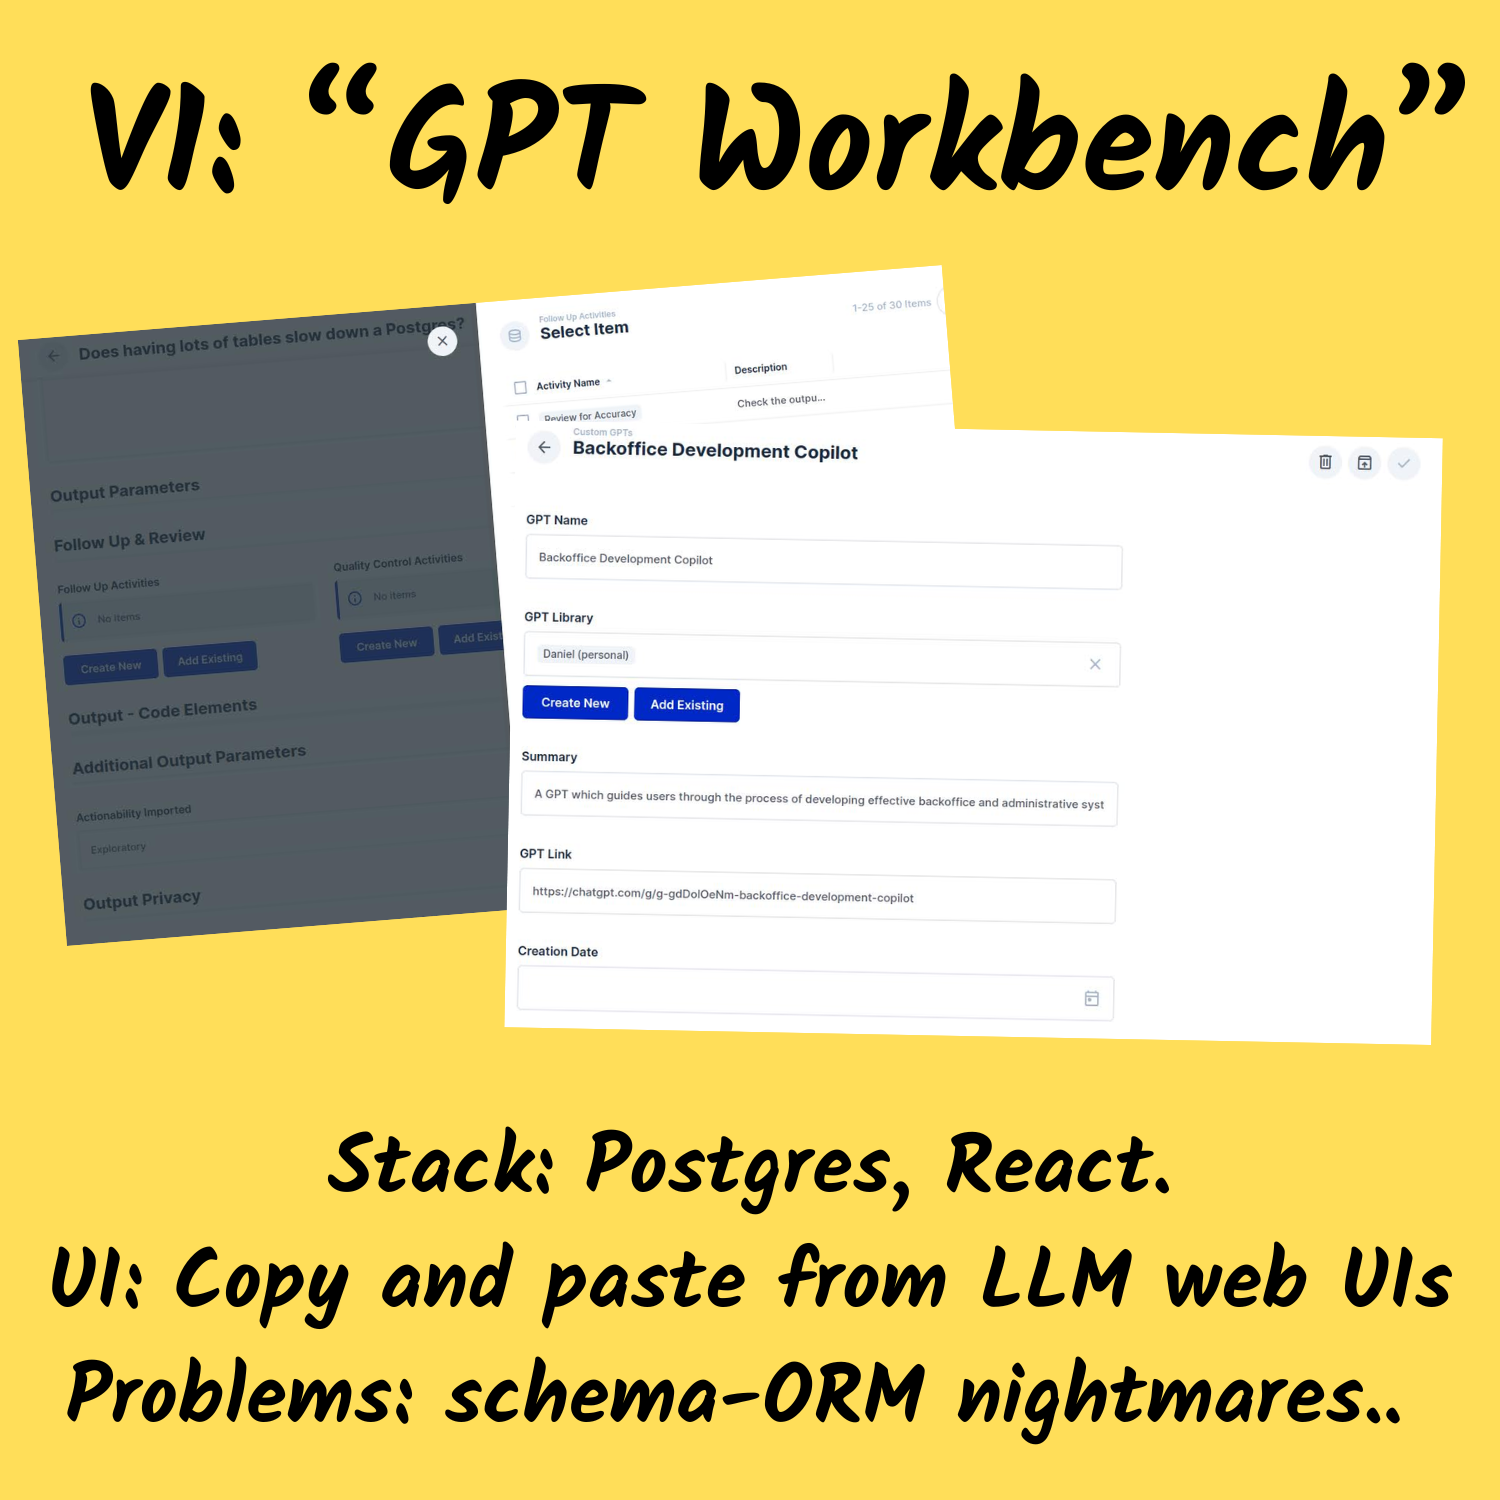 VI: “GPT Workbench”
Does having lots of tables slow down a Postgres?
Output Parameters
Follow Up & Review
Follow Up Activities
Quality Control Activities
No items
No items
Create New
Add Existing
Create New
Output - Code Elements
Additional Output Parameters
Actionability Imported
Exploratory
Output Privacy
Follow Up Activities
Select Item
1-25 of 30 Items
Activity Name
Description
Review for Accuracy
Check the outpu...
Custom GPTs
Backoffice Development Copilot
GPT Name
Backoffice Development Copilot
GPT Library
Daniel (personal)
Create New
Add Existing
Summary
A GPT which guides users through the process of developing effective backoffice and administrative syst
GPT Link
https://chatgpt.com/g/g-gdDolOeNm-backoffice-development-copilot
Creation Date
Stack: Postgres, React.
UI: Copy and paste from LLM web UIs
Problems: schema-ORM nightmares..